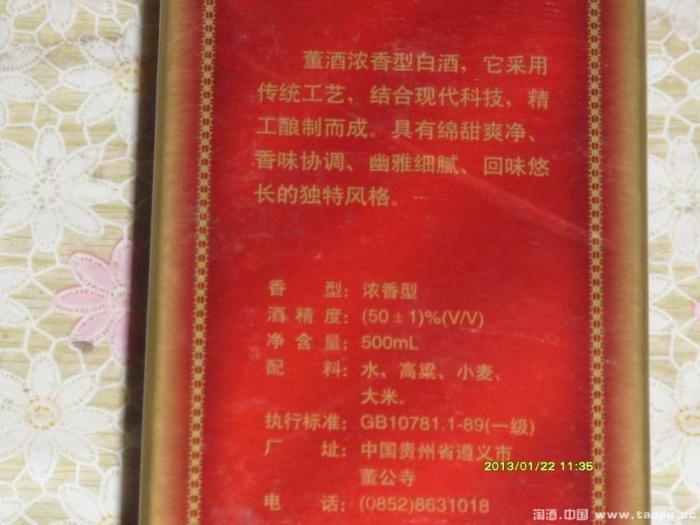 董酒浓香型白酒，它采用
传统工艺，结合现代科技，精
工酿制而成。具有绵甜爽净、
香味协调、幽雅细腻、回味悠
长的独特风格。
香 型：浓香型
酒 精 度：(50±1)%(V/V)
净 含 量：500mL
配 料：水、高粱、小麦、
大米。
执行标准：GB10781.1-89(一级)
厂 址：中国贵州省遵义市
董公寺
电 话：(0852)8631018
2013/01/22 11:35
淘酒.中国 www.taojiu.cc